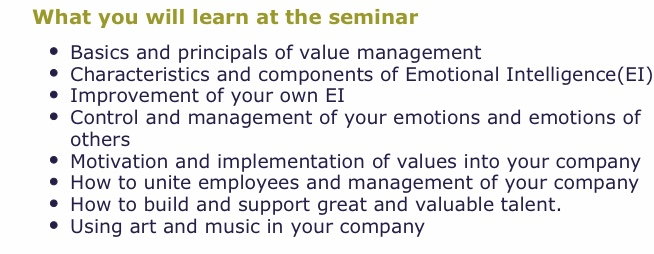 What you will learn at the seminar
• Basics and principals of value management
• Characteristics and components of Emotional Intelligence(EI)
• Improvement of your own EI
• Control and management of your emotions and emotions of
others
• Motivation and implementation of values into your company
• How to unite employees and management of your company
• How to build and support great and valuable talent.
• Using art and music in your company